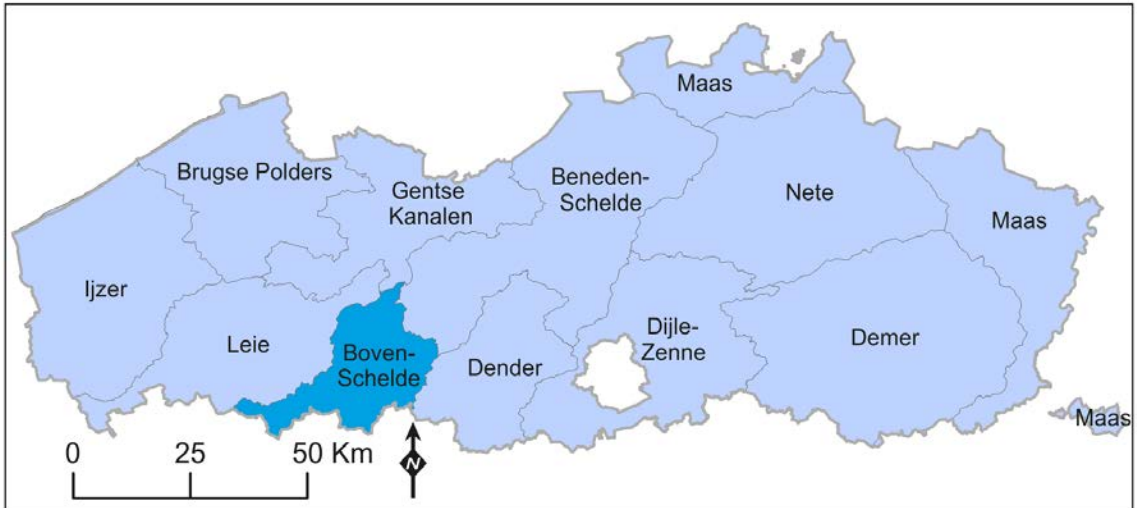 Maas
Brugse Polders
Gentse
Kanalen
Beneden-
Schelde
Nete
Maas
Ijzer
Leie
Boven-
Schelde
Dender
Dijle-
Zenne
Demer
Maas
0 25 50 Km
N